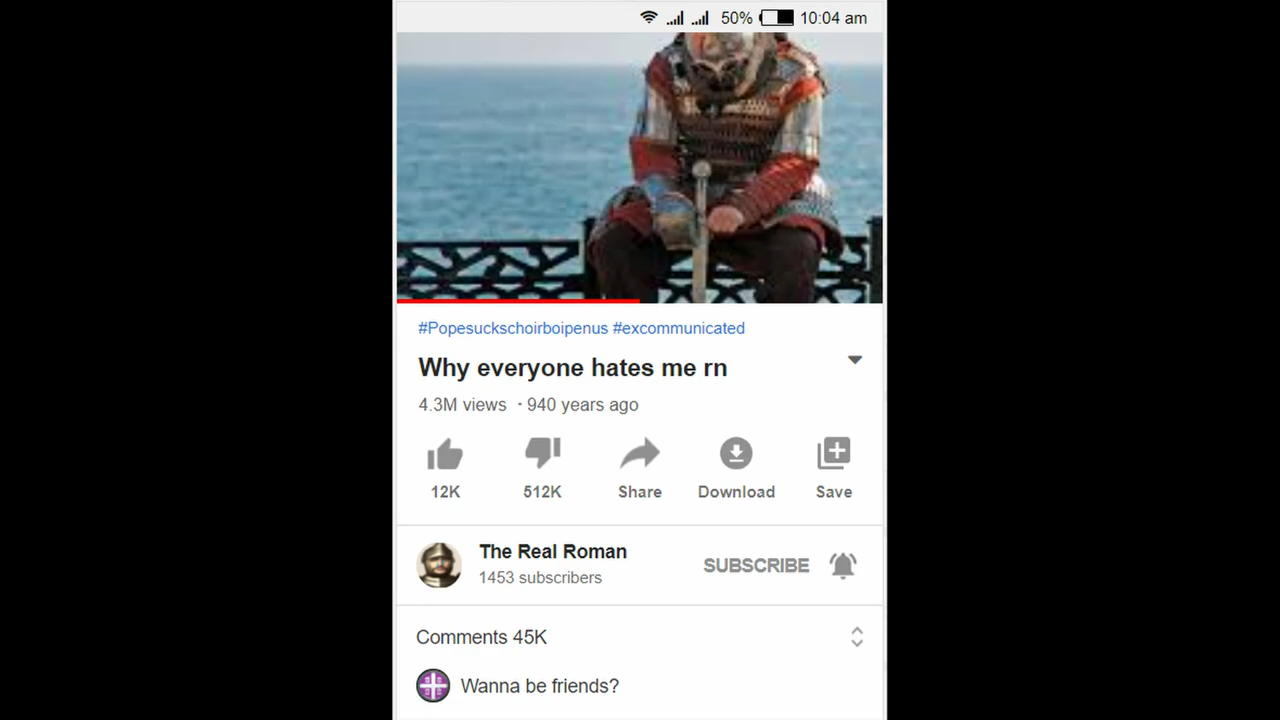 50% 10:04 am
#Popesuckschoirboipenus #excommunicated
Why everyone hates me rn
4.3M views · 940 years ago
12K 512K Share Download Save
The Real Roman
1453 subscribers
SUBSCRIBE
Comments 45K
Wanna be friends?